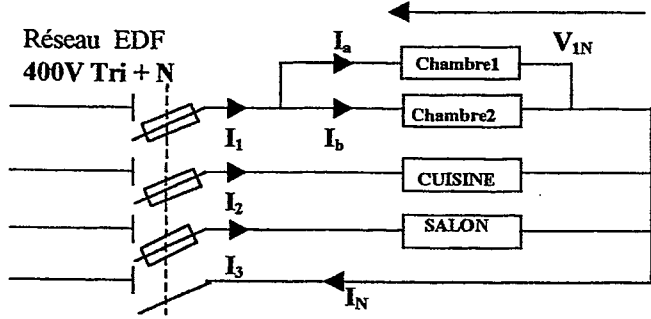 Réseau EDF
400V Tri + N
Ia
V1N
Chambre1
Chambre2
I1
Ib
CUISINE
I2
SALON
I3
IN